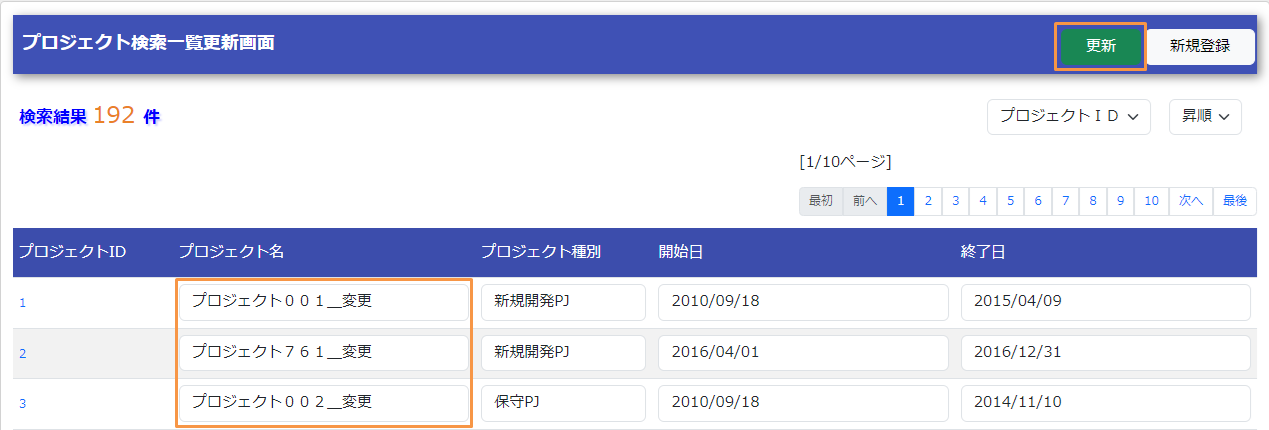 プロジェクト検索一覧更新画面 更新 新規登録
検索結果 192 件 プロジェクトＩＤ 昇順
[1/10ページ]
最初 前へ 1 2 3 4 5 6 7 8 9 10 次へ 最後
プロジェクトID プロジェクト名 プロジェクト種別 開始日 終了日
1 プロジェクト００１__変更 新規開発PJ 2010/09/18 2015/04/09
2 プロジェクト７６１__変更 新規開発PJ 2016/04/01 2016/12/31
3 プロジェクト００２__変更 保守PJ 2010/09/18 2014/11/10